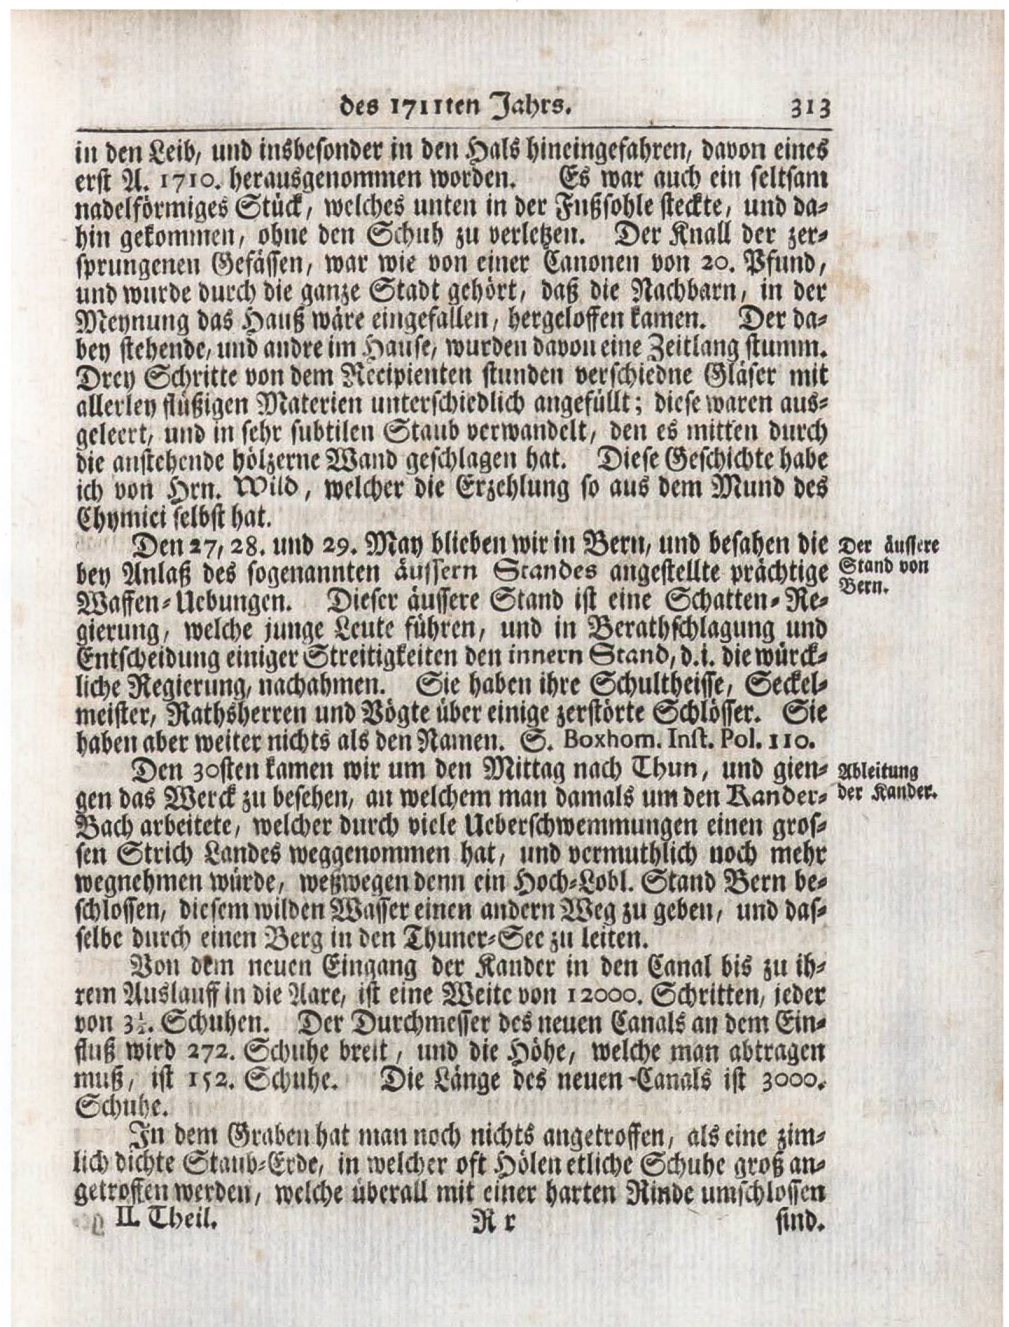 des 1711ten Jahrs. 313
in den Leib, und insbesonder in den Hals hineingefahren, davon eines
erst A. 1710. herausgenommen worden. Es war auch ein seltsam
nadelförmiges Stück, welches unten in der Fußsohle steckte, und da-
hin gekommen, ohne den Schuh zu verletzen. Der Knall der zer-
sprungenen Gefässen, war wie von einer Canonen von 20. Pfund,
und wurde durch die ganze Stadt gehört, daß die Nachbarn, in der
Meynung das Hauß wäre eingefallen, hergeloffen kamen. Der da-
bey stehende, und andre im Hause, wurden davon eine Zeitlang stumm.
Drey Schritte von dem Recipienten stunden verschiedne Gläser mit
allerley flüßigen Materien unterschiedlich angefüllt; diese waren aus-
geleert, und in sehr subtilen Staub verwandelt, den es mitten durch
die anstehende hölzerne Wand geschlagen hat. Diese Geschichte habe
ich von Hrn. Wild, welcher die Erzehlung so aus dem Mund des
Chymici selbst hat.
Den 27, 28. und 29. May blieben wir in Bern, und besahen die
bey Anlaß des sogenannten äussern Standes angestellte prächtige
Waffen-Uebungen. Dieser äussere Stand ist eine Schatten-Re-
gierung, welche junge Leute führen, und in Berathschlagung und
Entscheidung einiger Streitigkeiten den innern Stand, d.i. die würck-
liche Regierung, nachahmen. Sie haben ihre Schultheisse, Seckel-
meister, Rathsherren und Vögte über einige zerstörte Schlösser. Sie
haben aber weiter nichts als den Namen. S. Boxhom. Inst. Pol. 110.
Der äussere
Stand von
Bern.
Den 30sten kamen wir um den Mittag nach Thun, und gien-
gen das Werck zu besehen, an welchem man damals um den Kander-
Bach arbeitete, welcher durch viele Ueberschwemmungen einen gros-
sen Strich Landes weggenommen hat, und vermuthlich noch mehr
wegnehmen würde, weßwegen denn ein Hoch-Lobl. Stand Bern be-
schlossen, diesem wilden Wasser einen andern Weg zu geben, und das-
selbe durch einen Berg in den Thuner-See zu leiten.
Ableitung
der Kander.
Von dem neuen Eingang der Kander in den Canal bis zu ih-
rem Auslauff in die Aare, ist eine Weite von 12000. Schritten, jeder
von 3½. Schuhen. Der Durchmesser des neuen Canals an dem Ein-
fluß wird 272. Schuhe breit, und die Höhe, welche man abtragen
muß, ist 152. Schuhe. Die Länge des neuen-Canals ist 3000.
Schuhe.
In dem Graben hat man noch nichts angetroffen, als eine zim-
lich dichte Staub-Erde, in welcher oft Hölen etliche Schuhe groß an-
getroffen werden, welche überall mit einer harten Rinde umschlossen
II. Theil. R r sind.